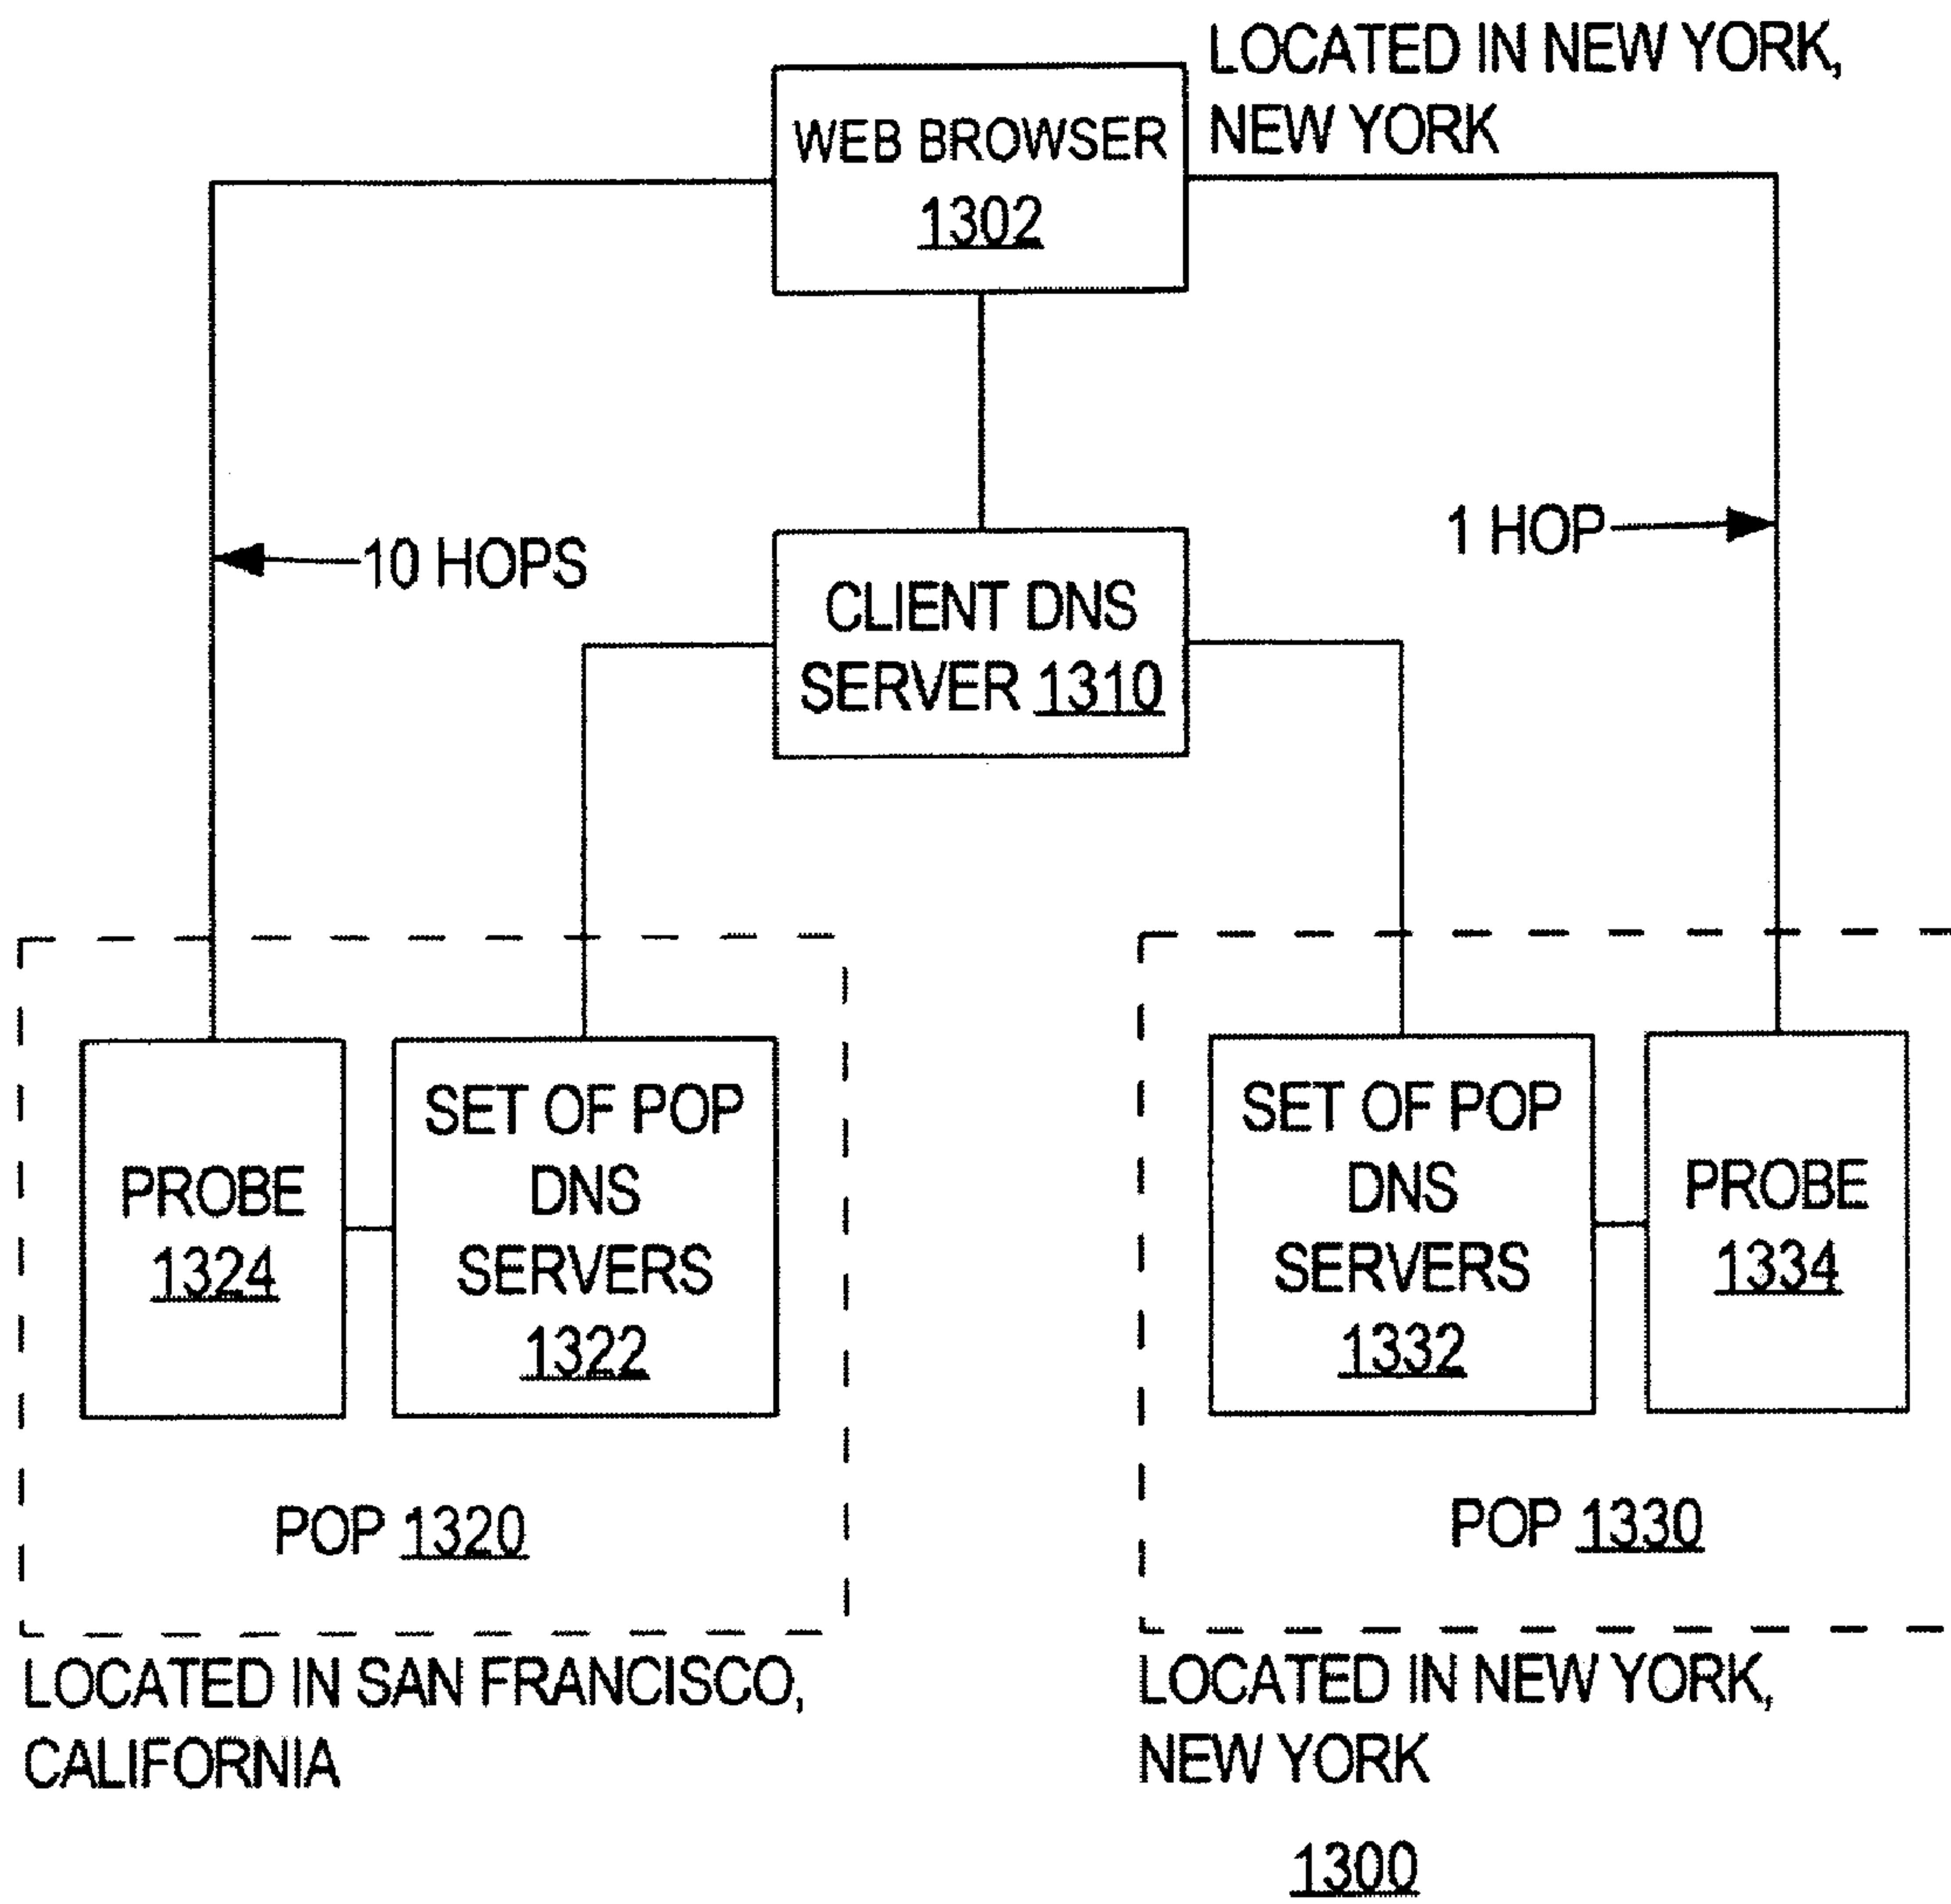 LOCATED IN NEW YORK,
NEW YORK
WEB BROWSER
1302
10 HOPS
1 HOP
CLIENT DNS
SERVER 1310
PROBE
1324
SET OF POP
DNS
SERVERS
1322
POP 1320
LOCATED IN SAN FRANCISCO,
CALIFORNIA
SET OF POP
DNS
SERVERS
1332
PROBE
1334
POP 1330
LOCATED IN NEW YORK,
NEW YORK
1300